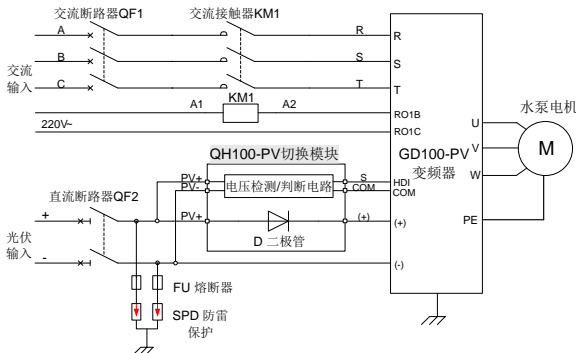 交流断路器QF1
交流接触器KM1
A
R
R
B
S
S
C
T
T
交流
输入
A1
KM1
A2
RO1B
220V~
RO1C
水泵电机
U
V
W
M
PE
GD100-PV
变频器
QH100-PV切换模块
PV+
电压检测/判断电路
S
HDI
PV-
COM
COM
直流断路器QF2
+
PV+
(+)
(+)
D 二极管
光伏
输入
-
(-)
FU 熔断器
SPD 防雷
保护